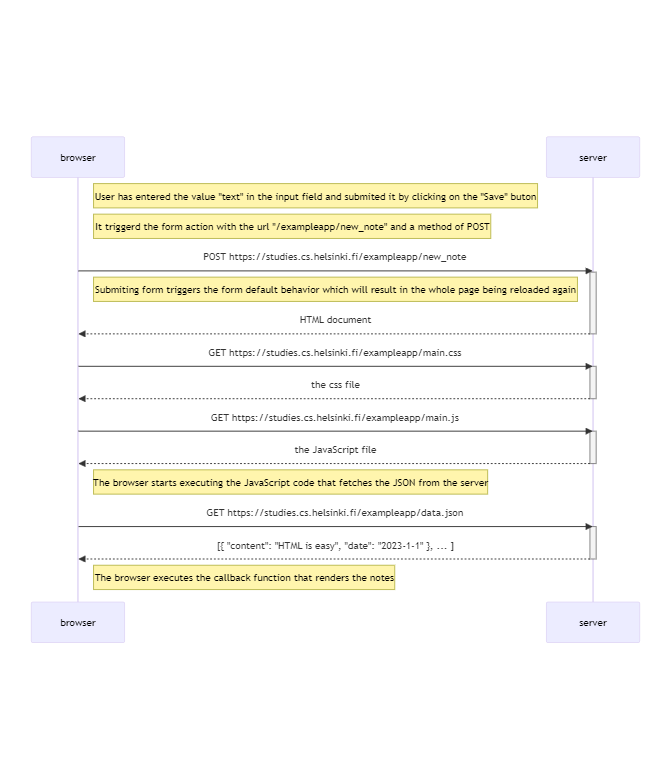 browser
server
User has entered the value "text" in the input field and submited it by clicking on the "Save" buton
It triggerd the form action with the url "/exampleapp/new_note" and a method of POST
POST https://studies.cs.helsinki.fi/exampleapp/new_note
Submiting form triggers the form default behavior which will result in the whole page being reloaded again
HTML document
GET https://studies.cs.helsinki.fi/exampleapp/main.css
the css file
GET https://studies.cs.helsinki.fi/exampleapp/main.js
the JavaScript file
The browser starts executing the JavaScript code that fetches the JSON from the server
GET https://studies.cs.helsinki.fi/exampleapp/data.json
[{ "content": "HTML is easy", "date": "2023-1-1" }, ... ]
The browser executes the callback function that renders the notes
browser
server